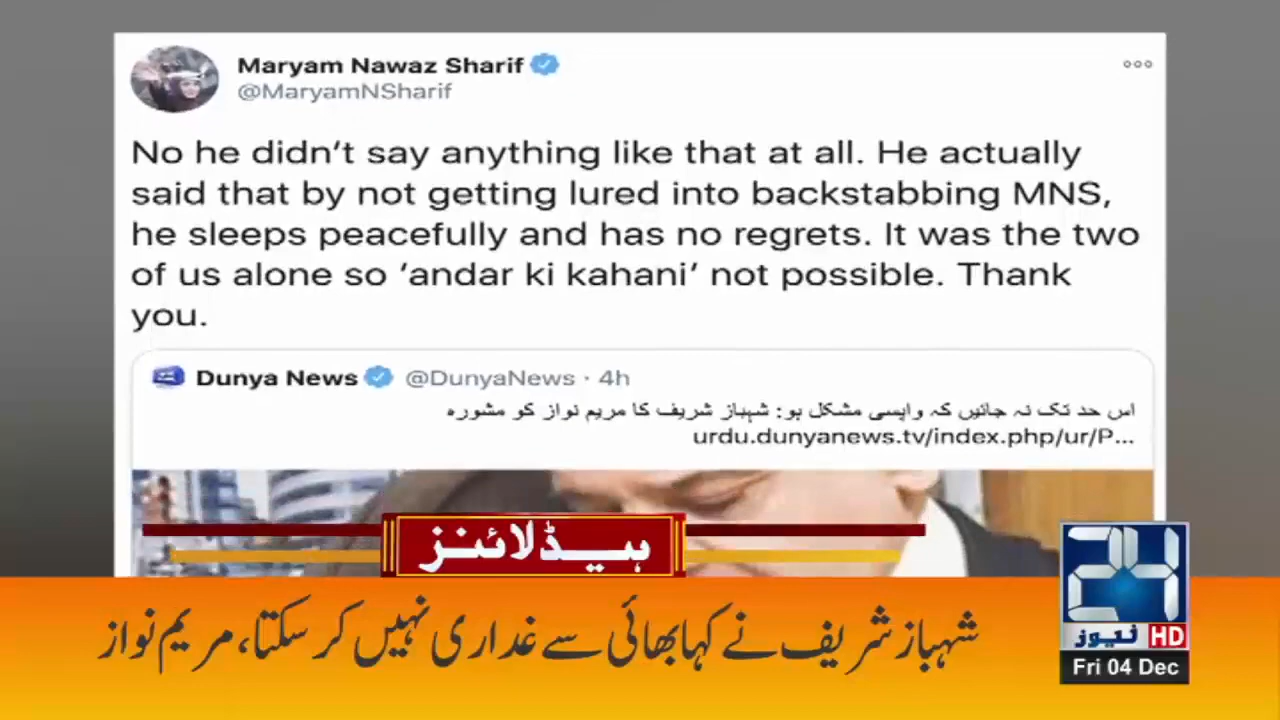 Maryam Nawaz Sharif
@MaryamNSharif
No he didn't say anything like that at all. He actually
said that by not getting lured into backstabbing MNS,
he sleeps peacefully and has no regrets. It was the two
of us alone so ‘andar ki kahani’ not possible. Thank
you.
Dunya News @DunyaNews · 4h
اس حد تک نہ جائیں کہ واپسی مشکل ہو: شہباز شریف کا مریم نواز کو مشورہ
urdu.dunyanews.tv/index.php/ur/P...
ہیڈلائنز
شہباز شریف نے کہا بھائی سے غداری نہیں کر سکتا، مریم نواز
24
نیوز HD
Fri 04 Dec